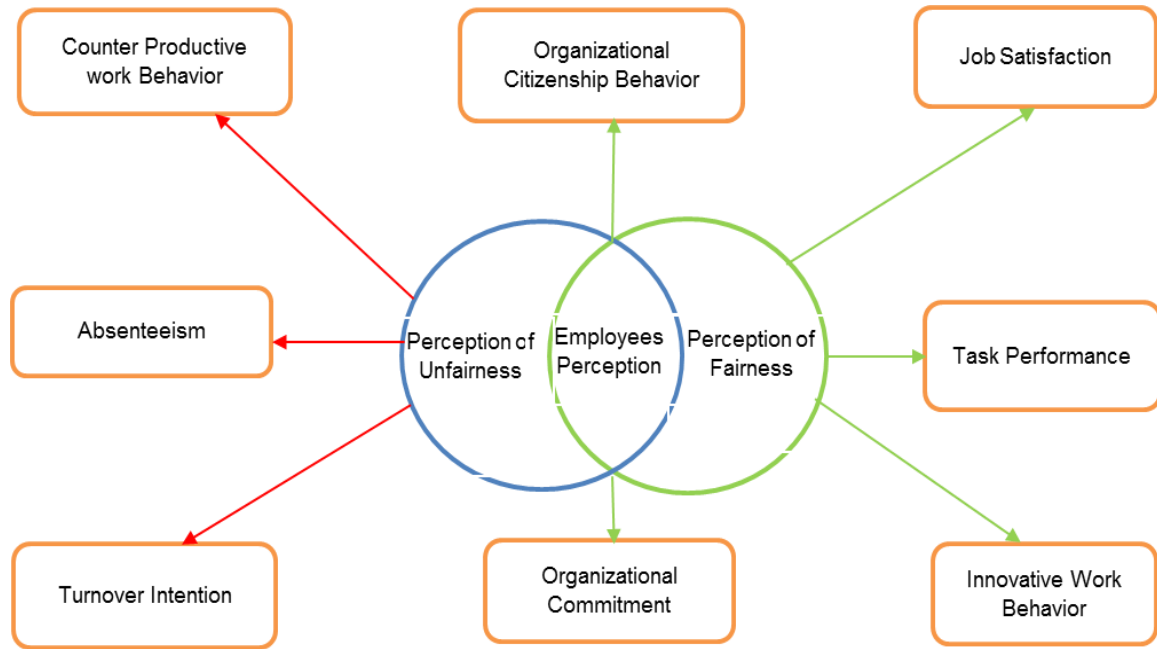 Counter Productive
work Behavior
Organizational
Citizenship Behavior
Job Satisfaction
Absenteeism
Perception of
Unfairness
Employees
Perception
Perception of
Fairness
Task Performance
Turnover Intention
Organizational
Commitment
Innovative Work
Behavior